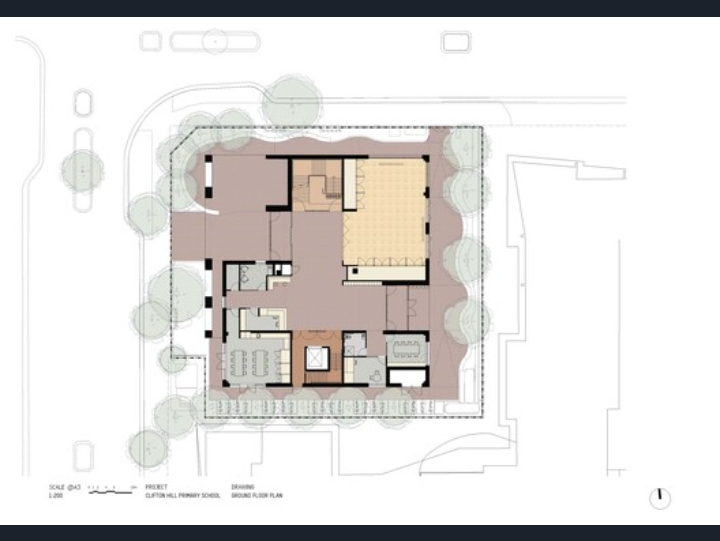 SCALE @A3
1:200
PROJECT
CLIFTON HILL PRIMARY SCHOOL
DRAWING
GROUND FLOOR PLAN